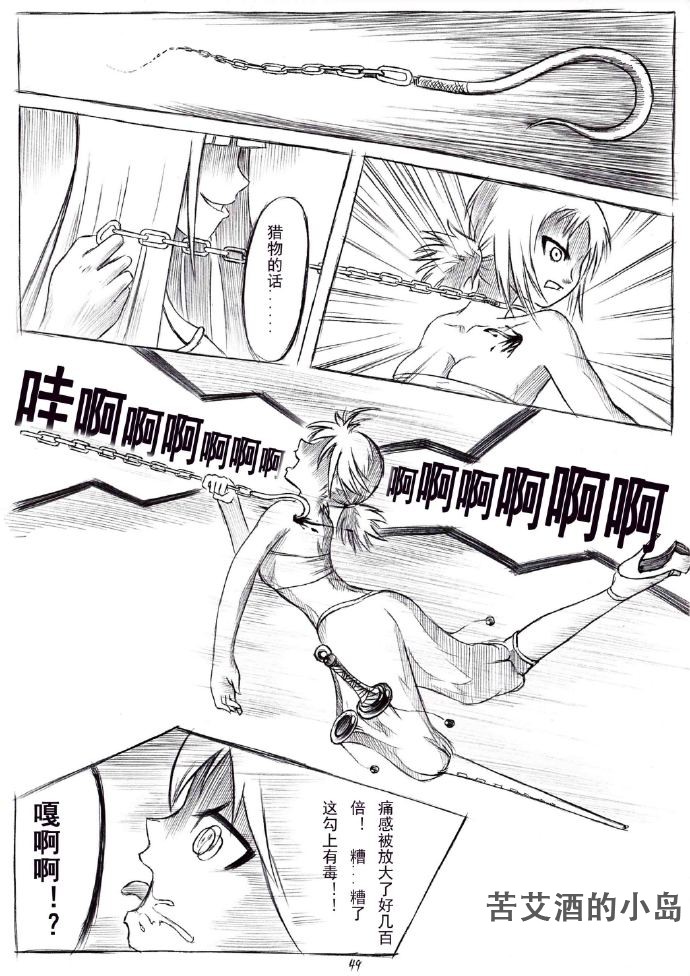 猎物的话......
哇啊啊啊啊啊啊
啊啊啊啊啊啊
痛感被放大了好几百
倍！糟...糟了
这勾上有毒！！
嘎啊啊！？
苦艾酒的小岛
49